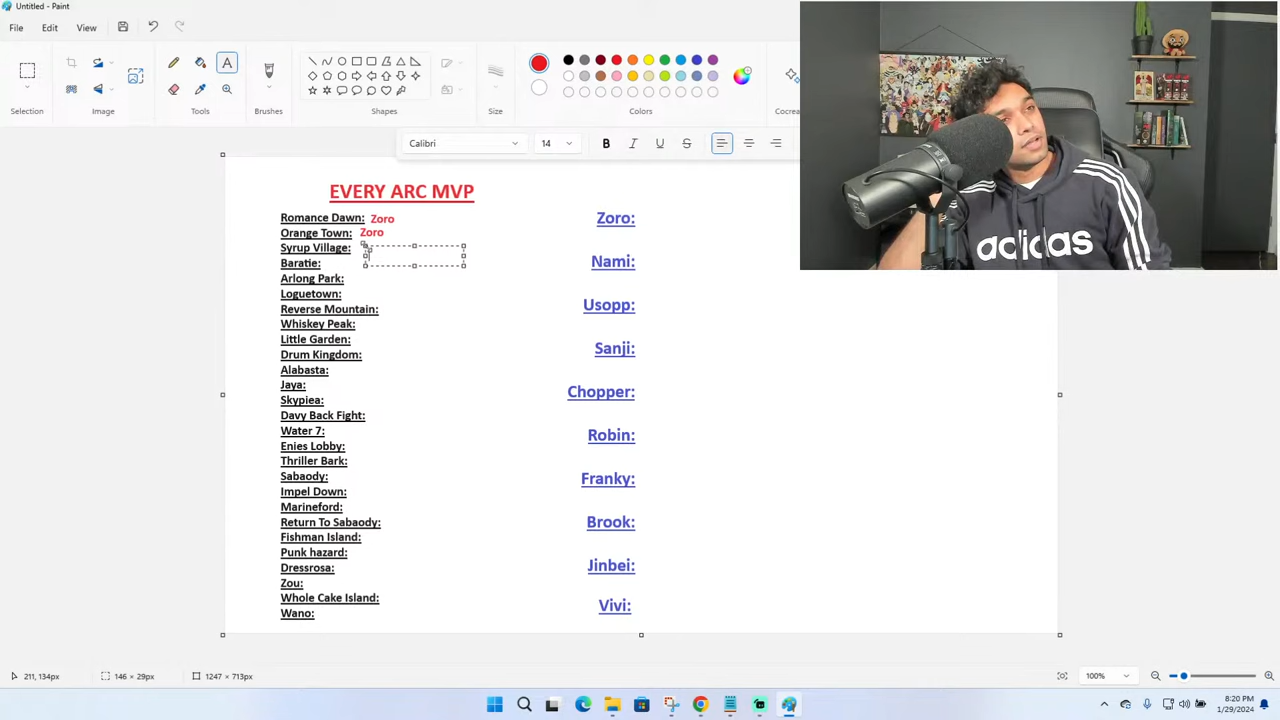 Untitled - Paint
File Edit View
Selection Image Tools Brushes Shapes Colors Cocrea
Calibri 14 B I U S
EVERY ARC MVP
Romance Dawn: Zoro
Orange Town: Zoro
Syrup Village:
Baratie:
Arlong Park:
Loguetown:
Reverse Mountain:
Whiskey Peak:
Little Garden:
Drum Kingdom:
Alabasta:
Jaya:
Skypiea:
Davy Back Fight:
Water 7:
Enies Lobby:
Thriller Bark:
Sabaody:
Impel Down:
Marineford:
Return To Sabaody:
Fishman Island:
Punk hazard:
Dressrosa:
Zou:
Whole Cake Island:
Wano:
Zoro:
Nami:
Usopp:
Sanji:
Chopper:
Robin:
Franky:
Brook:
Jinbei:
Vivi:
adidas
211, 134px 146 × 29px 1247 × 713px 100%
8:20 PM
1/29/2024